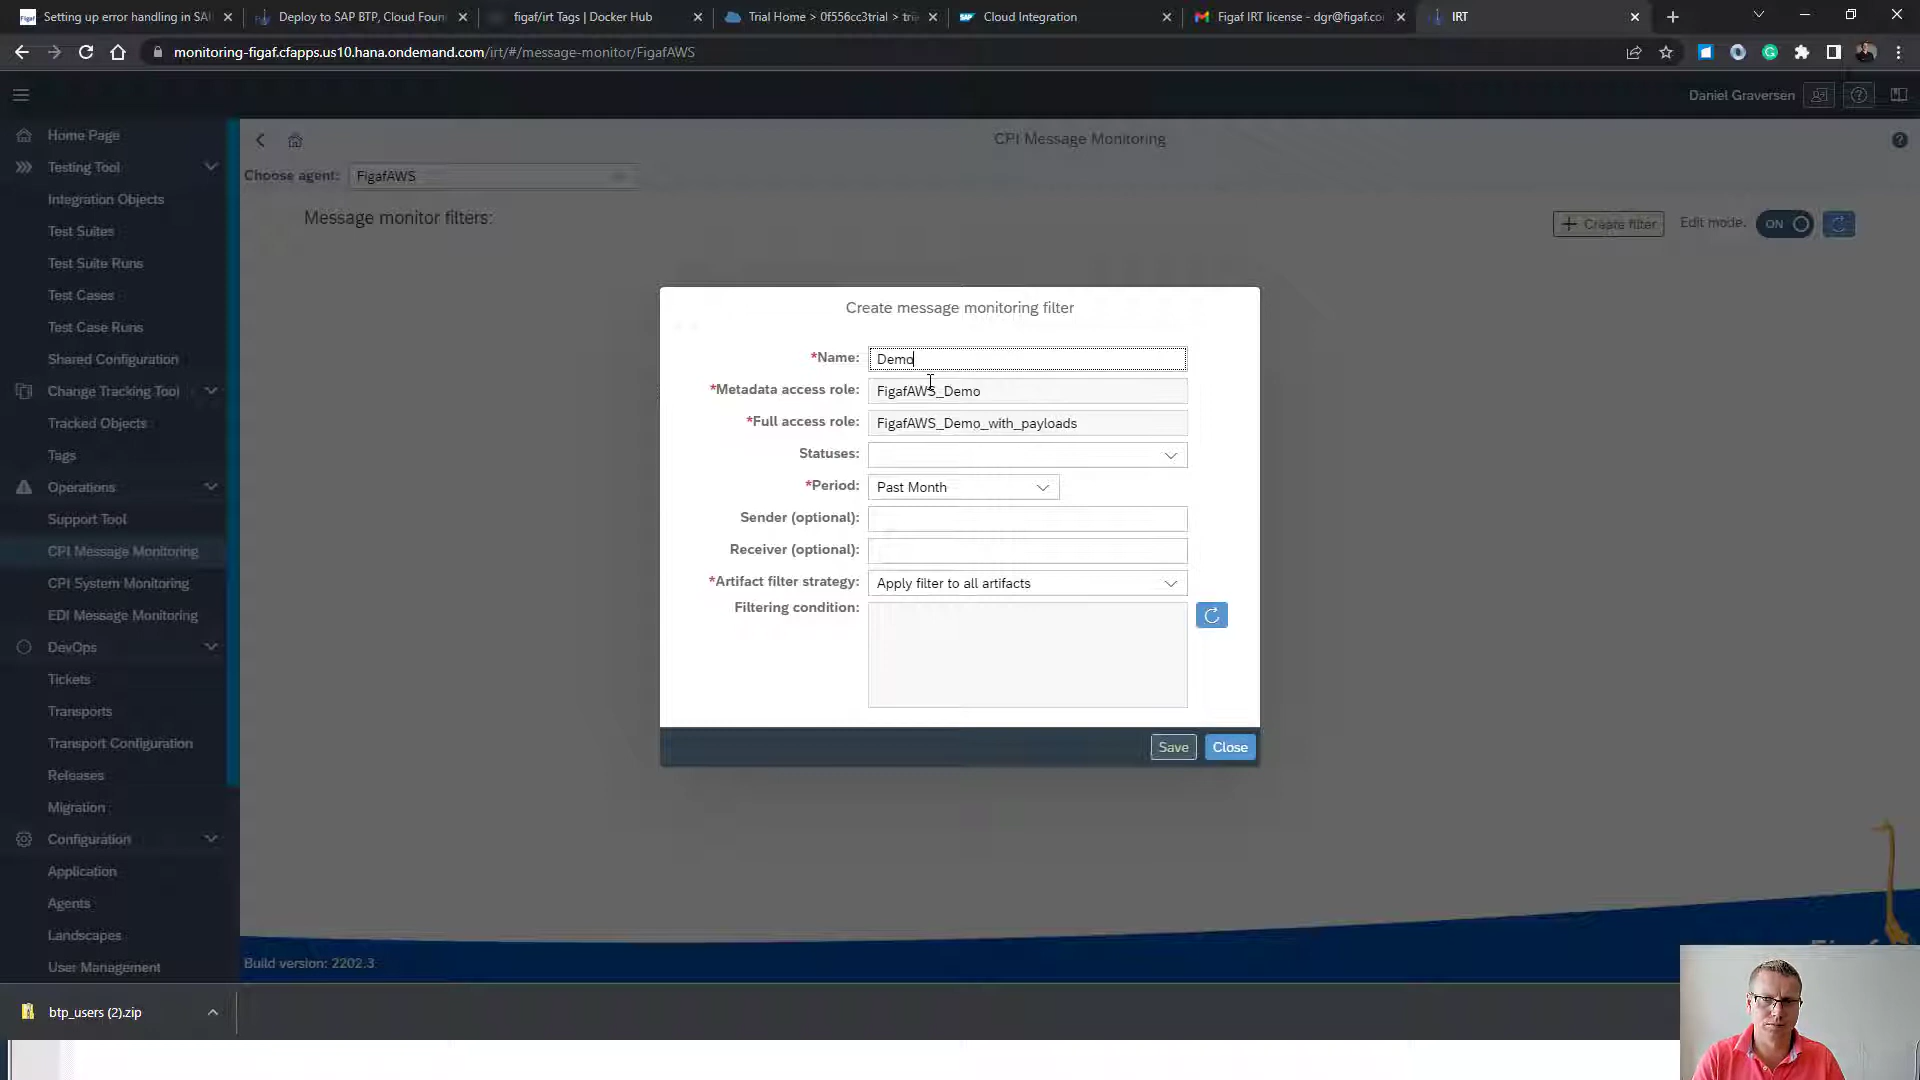 Figaf Setting up error handling in SAP
Deploy to SAP BTP, Cloud Foun
figaf/irt Tags | Docker Hub
Trial Home > 0f556cc3trial > tria
SAP Cloud Integration
Figaf IRT license - dgr@figaf.co
IRT
monitoring-figaf.cfapps.us10.hana.ondemand.com/irt/#/message-monitor/FigafAWS
Daniel Graversen
Home Page
Testing Tool
Integration Objects
Test Suites
Test Suite Runs
Test Cases
Test Case Runs
Shared Configuration
Change Tracking Tool
Tracked Objects
Tags
Operations
Support Tool
CPI Message Monitoring
CPI System Monitoring
EDI Message Monitoring
DevOps
Tickets
Transports
Transport Configuration
Releases
Migration
Configuration
Application
Agents
Landscapes
User Management
CPI Message Monitoring
Choose agent: FigafAWS
Message monitor filters:
Create filter
Edit mode. ON
Create message monitoring filter
*Name: Demo
*Metadata access role: FigafAWS_Demo
*Full access role: FigafAWS_Demo_with_payloads
Statuses:
*Period: Past Month
Sender (optional):
Receiver (optional):
*Artifact filter strategy: Apply filter to all artifacts
Filtering condition:
Save Close
Build version: 2202.3
btp_users (2).zip